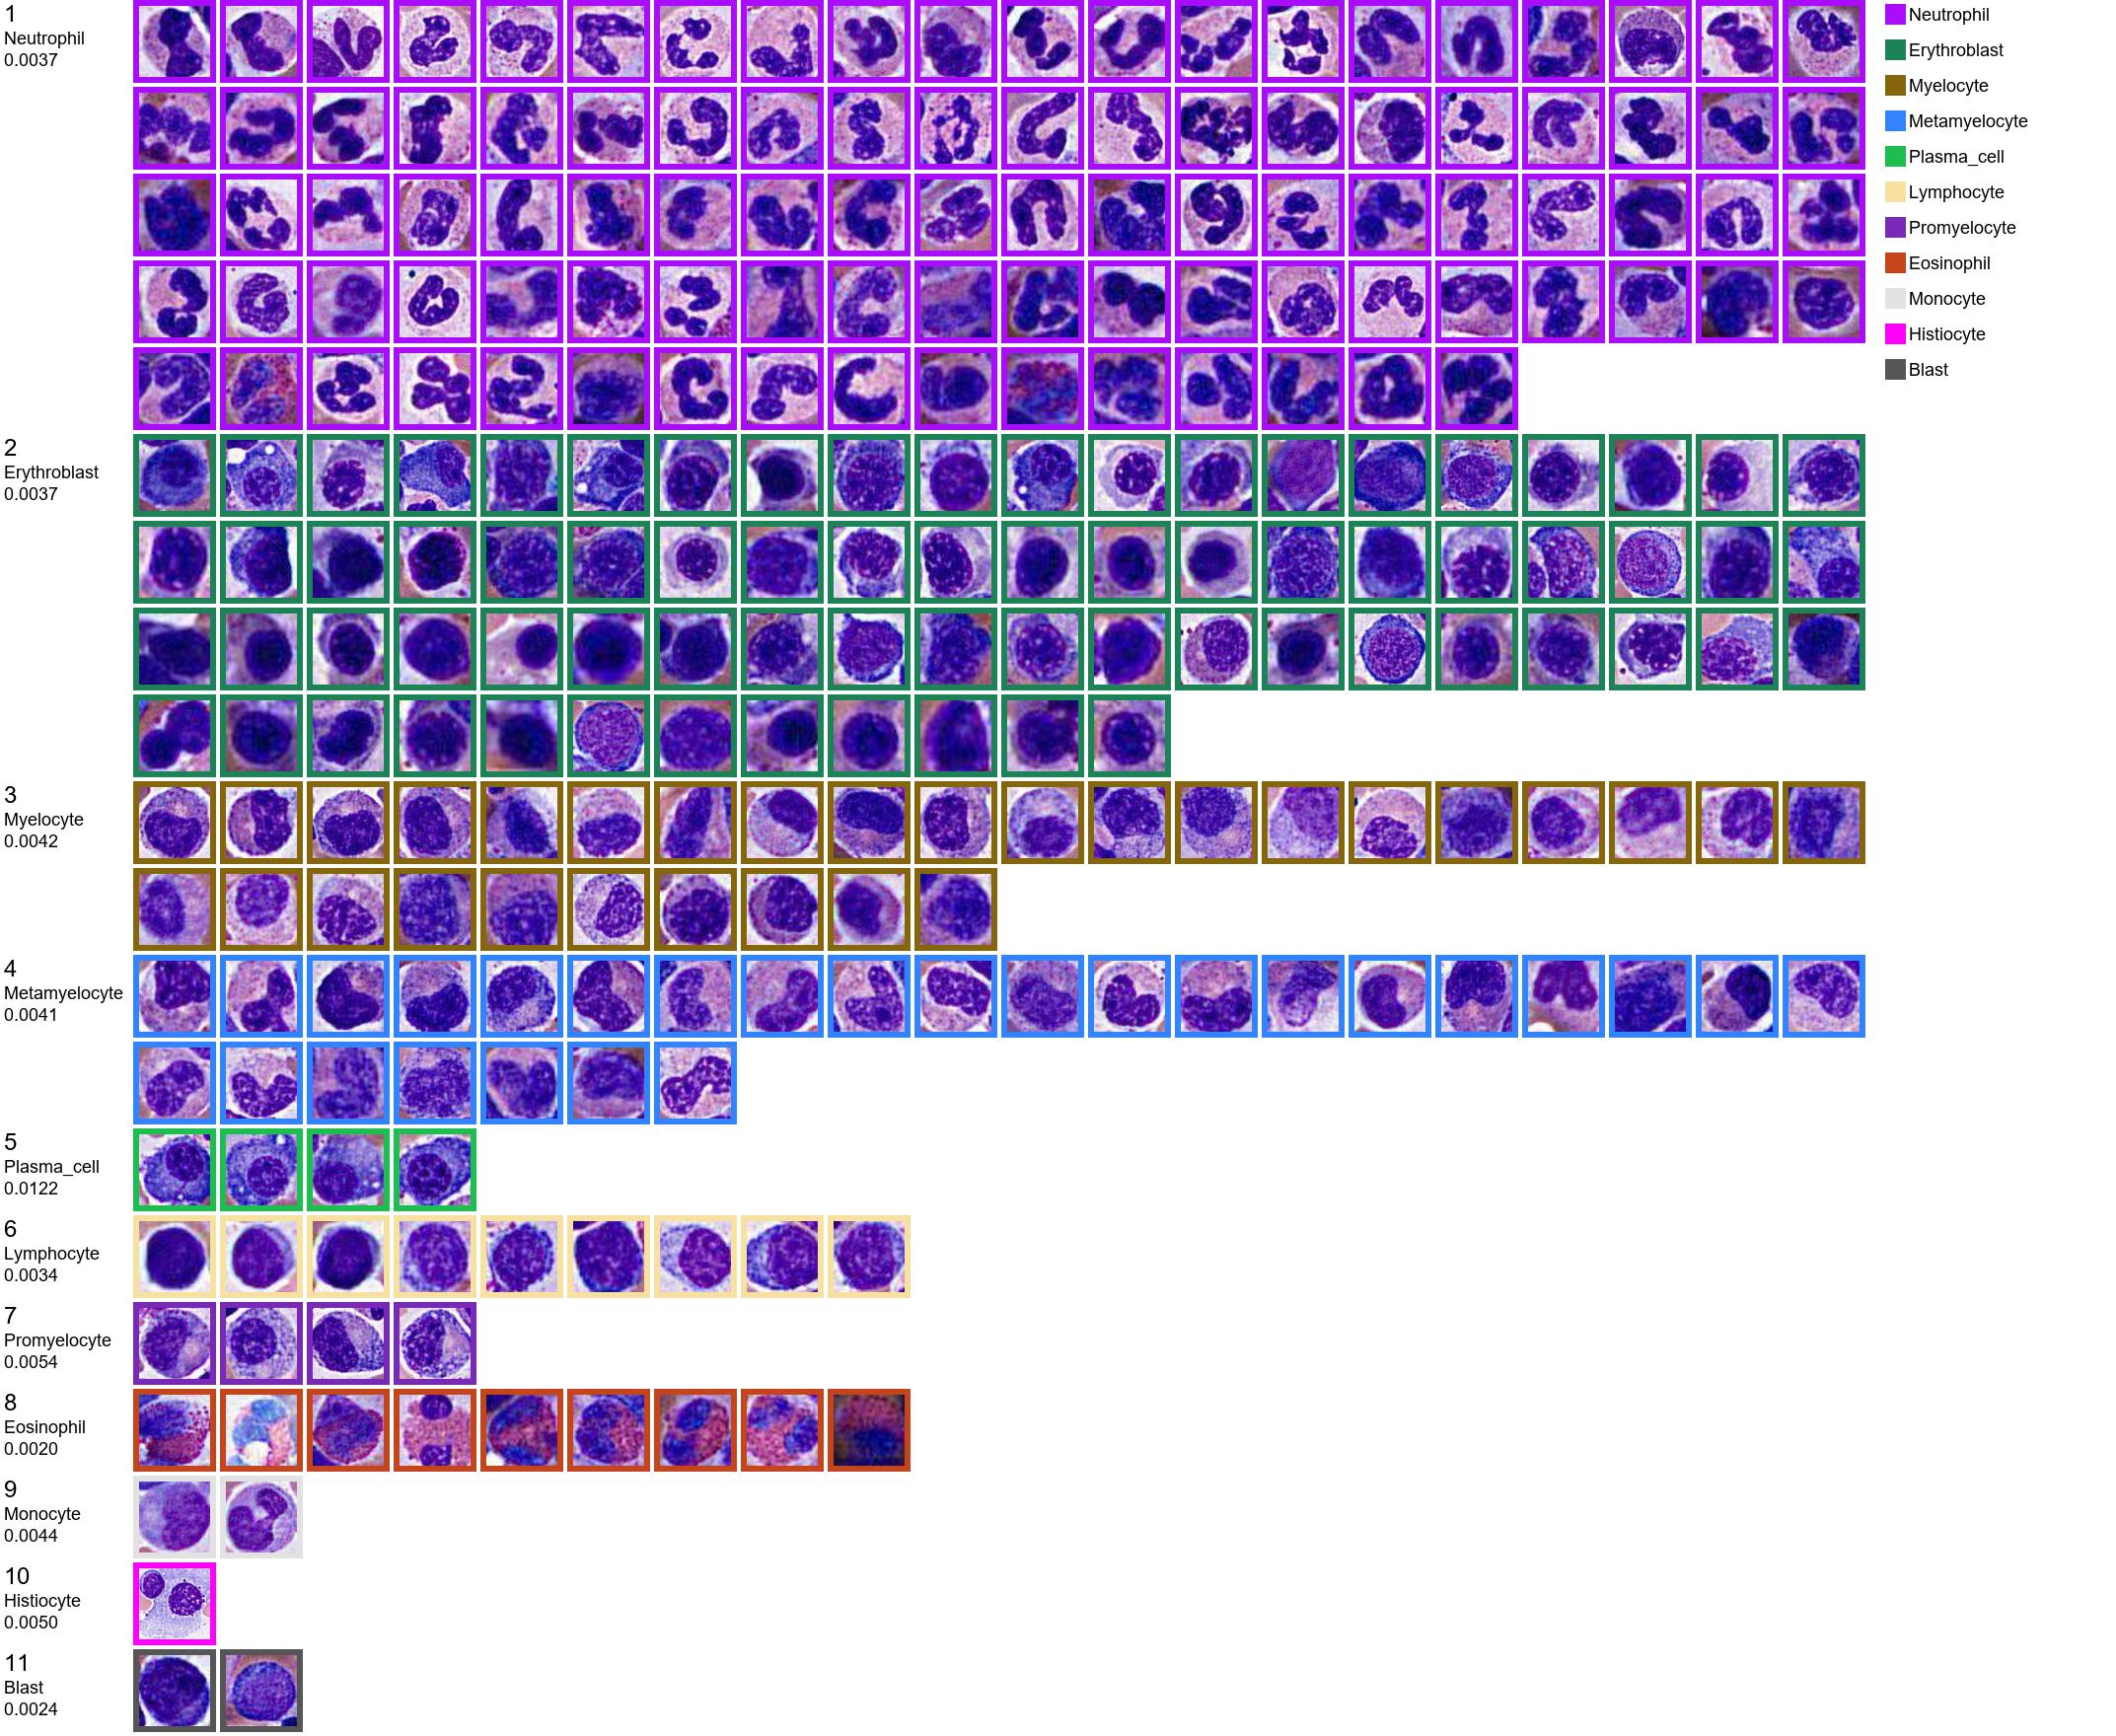 1
Neutrophil
0.0037
2
Erythroblast
0.0037
3
Myelocyte
0.0042
4
Metamyelocyte
0.0041
5
Plasma_cell
0.0122
6
Lymphocyte
0.0034
7
Promyelocyte
0.0054
8
Eosinophil
0.0020
9
Monocyte
0.0044
10
Histiocyte
0.0050
11
Blast
0.0024
Neutrophil
Erythroblast
Myelocyte
Metamyelocyte
Plasma_cell
Lymphocyte
Promyelocyte
Eosinophil
Monocyte
Histiocyte
Blast